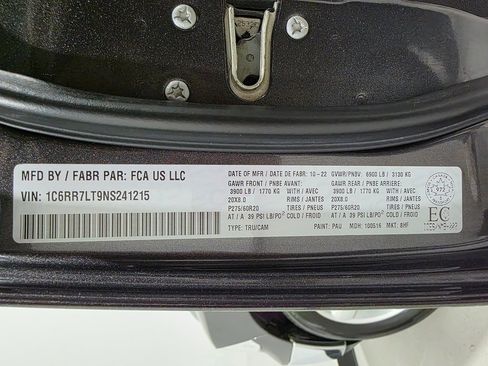 MFD BY / FABR PAR: FCA US LLC
VIN: 1C6RR7LT9NS241215
DATE OF MFR / DATE DE FABR: 10-22 GVWR/PNBV: 6900 LB / 3130 KG
GAWR FRONT / PNBE AVANT: GAWR REAR / PNBE ARRIERE:
3900 LB / 1770 KG WITH / AVEC 3900 LB / 1770 KG WITH / AVEC
20X8.0 RIMS / JANTES 20X8.0 RIMS / JANTES
P275/60R20 TIRES / PNEUS P275/60R20 TIRES / PNEUS
AT / A 39 PSI LB/PO² COLD / FROID AT / A 39 PSI LB/PO² COLD / FROID
TYPE: TRU/CAM PAINT: PAU MDH: 100516 MKT: 8HF
972
EC